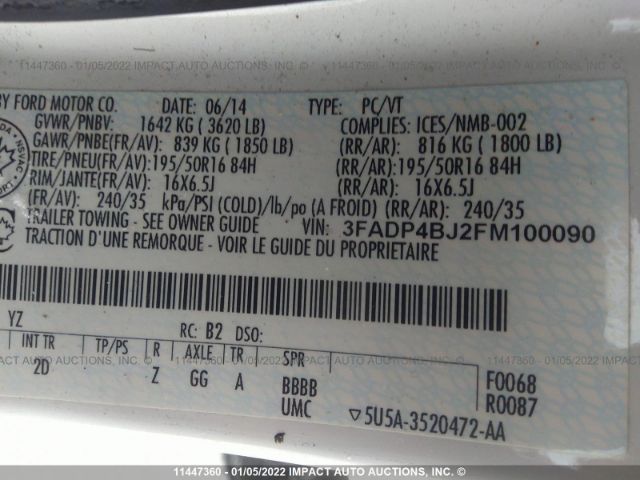 11447360 - 01/05/2022 IMPACT AUTO AUCTIONS LTD.
BY FORD MOTOR CO. DATE: 06/14 TYPE: PC/VT
GVWR/PNBV: 1642 KG ( 3620 LB) COMPLIES: ICES/NMB-002
GAWR/PNBE(FR/AV): 839 KG ( 1850 LB) (RR/AR): 816 KG ( 1800 LB)
TIRE/PNEU(FR/AV): 195/50R16 84H (RR/AR): 195/50R16 84H
RIM/JANTE(FR/AV): 16X6.5J (RR/AR): 16X6.5J
(FR/AV): 240/35 kPa/PSI (COLD)/lb/po (A FROID) (RR/AR): 240/35
TRAILER TOWING - SEE OWNER GUIDE VIN: 3FADP4BJ2FM100090
TRACTION D'UNE REMORQUE - VOIR LE GUIDE DU PROPRIETAIRE
NSVAC
YZ RC: B2 DSO:
INT TR TP/PS R AXLE TR SPR
2D Z GG A BBBB F0068
UMC R0087
5U5A-3520472-AA
11447360 - 01/05/2022 IMPACT AUTO AUCTIONS LTD.